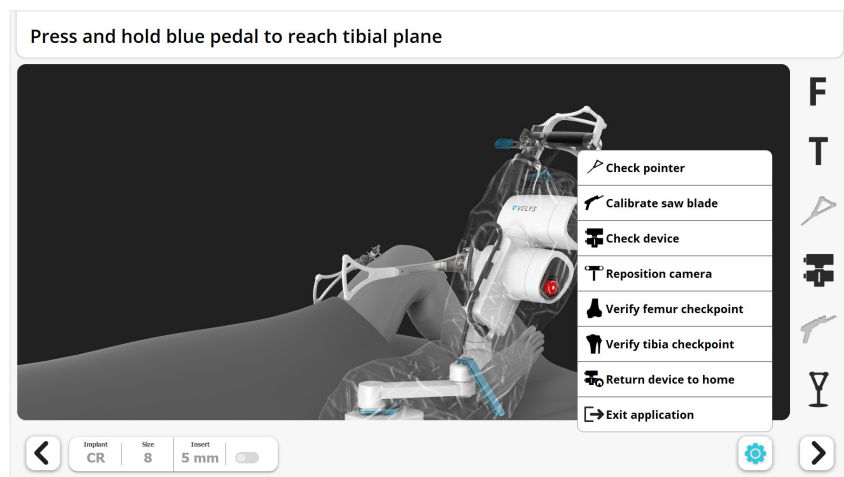 Press and hold blue pedal to reach tibial plane
F
T
VELYS
Check pointer
Calibrate saw blade
Check device
Reposition camera
Verify femur checkpoint
Verify tibia checkpoint
Return device to home
Exit application
Implant Size Insert
CR 8 5 mm